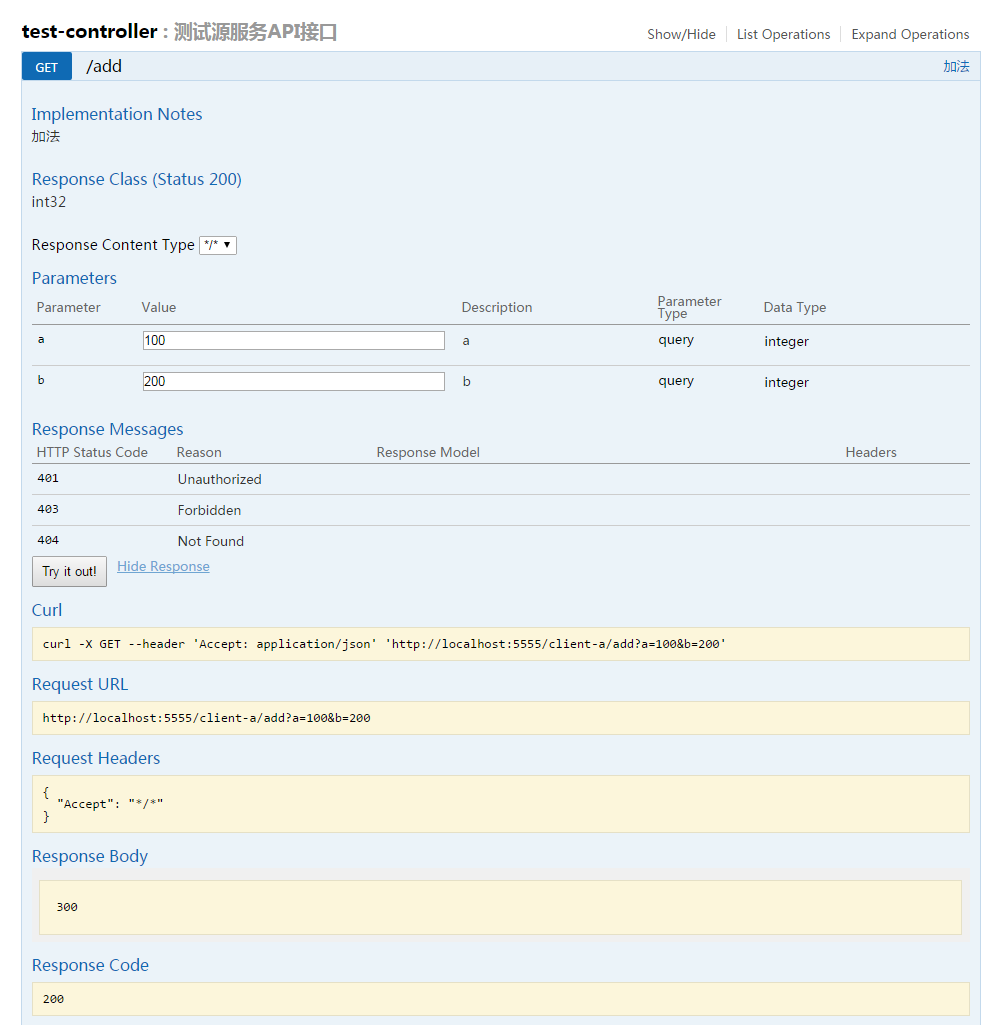 test-controller : 测试源服务API接口
Show/Hide List Operations Expand Operations
GET /add 加法
Implementation Notes
加法
Response Class (Status 200)
int32
Response Content Type */* ▼
Parameters
Parameter Value Description Parameter Type Data Type
a 100 a query integer
b 200 b query integer
Response Messages
HTTP Status Code Reason Response Model Headers
401 Unauthorized
403 Forbidden
404 Not Found
Try it out! Hide Response
Curl
curl -X GET --header 'Accept: application/json' 'http://localhost:5555/client-a/add?a=100&b=200'
Request URL
http://localhost:5555/client-a/add?a=100&b=200
Request Headers
{
"Accept": "*/*"
}
Response Body
300
Response Code
200